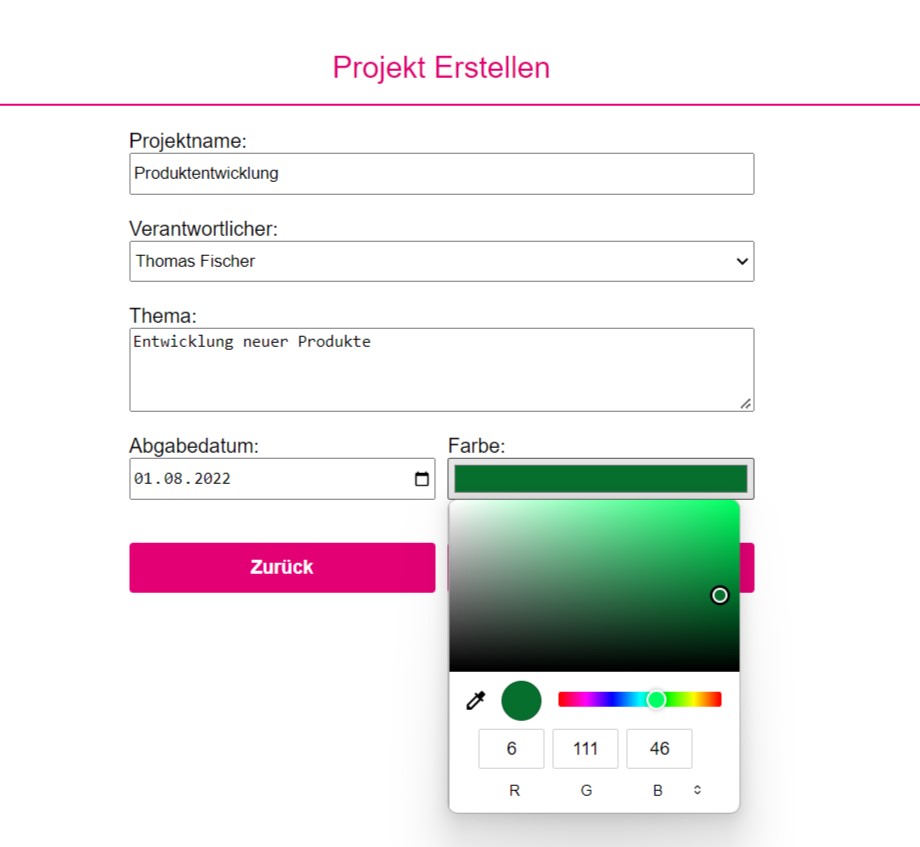 Projekt Erstellen
Projektname:
Produktentwicklung
Verantwortlicher:
Thomas Fischer
Thema:
Entwicklung neuer Produkte
Abgabedatum: Farbe:
01.08.2022
Zurück
6 111 46
R G B